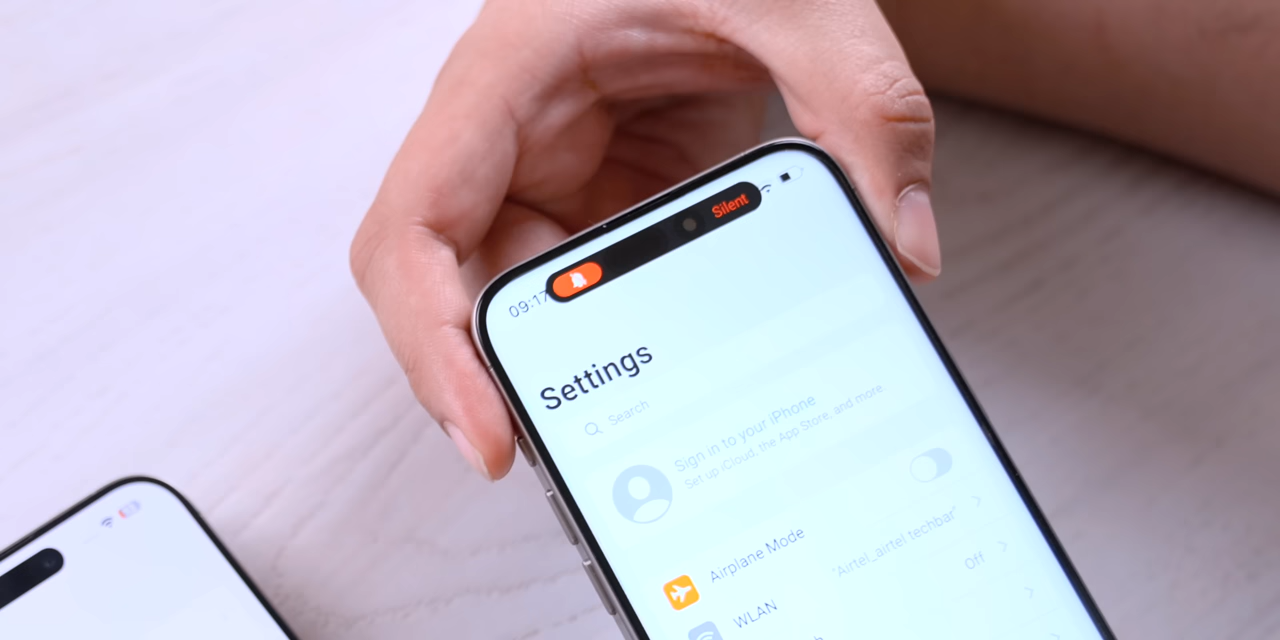 Silent
09:17
Settings
Search
Sign in to your iPhone
Set up iCloud, the App Store, and more.
Airplane Mode
WLAN
"Airtel_airtel techbar"
Off